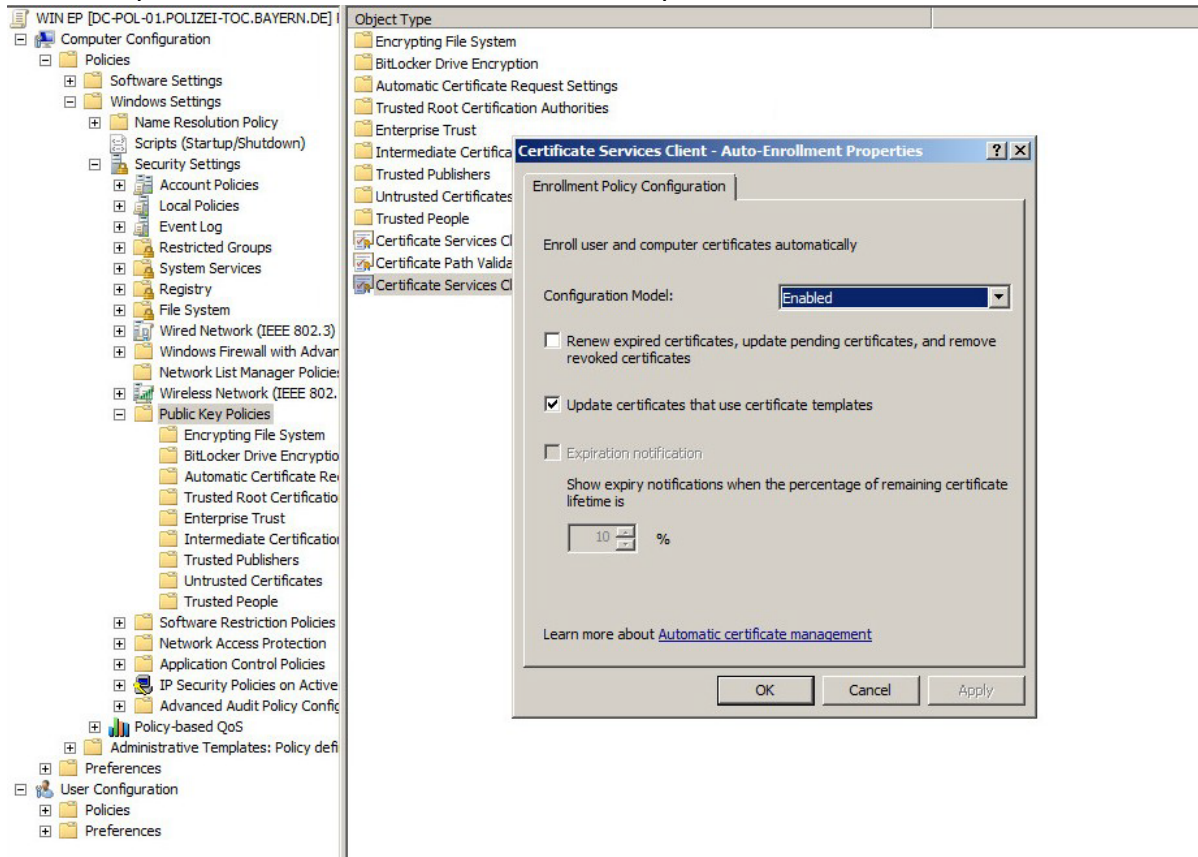 WIN EP [DC-POL-01.POLIZEI-TOC.BAYERN.DE]
Computer Configuration
Policies
Software Settings
Windows Settings
Name Resolution Policy
Scripts (Startup/Shutdown)
Security Settings
Account Policies
Local Policies
Event Log
Restricted Groups
System Services
Registry
File System
Wired Network (IEEE 802.3)
Windows Firewall with Advan
Network List Manager Policie
Wireless Network (IEEE 802.
Public Key Policies
Encrypting File System
BitLocker Drive Encryptio
Automatic Certificate Re
Trusted Root Certificatio
Enterprise Trust
Intermediate Certification
Trusted Publishers
Untrusted Certificates
Trusted People
Software Restriction Policies
Network Access Protection
Application Control Policies
IP Security Policies on Active
Advanced Audit Policy Config
Policy-based QoS
Administrative Templates: Policy defi
Preferences
User Configuration
Policies
Preferences
Object Type
Encrypting File System
BitLocker Drive Encryption
Automatic Certificate Request Settings
Trusted Root Certification Authorities
Enterprise Trust
Intermediate Certifica
Trusted Publishers
Untrusted Certificates
Trusted People
Certificate Services Cl
Certificate Path Valida
Certificate Services Cl
Certificate Services Client - Auto-Enrollment Properties
Enrollment Policy Configuration
Enroll user and computer certificates automatically
Configuration Model: Enabled
Renew expired certificates, update pending certificates, and remove
revoked certificates
Update certificates that use certificate templates
Expiration notification
Show expiry notifications when the percentage of remaining certificate
lifetime is
10 %
Learn more about Automatic certificate management
OK Cancel Apply